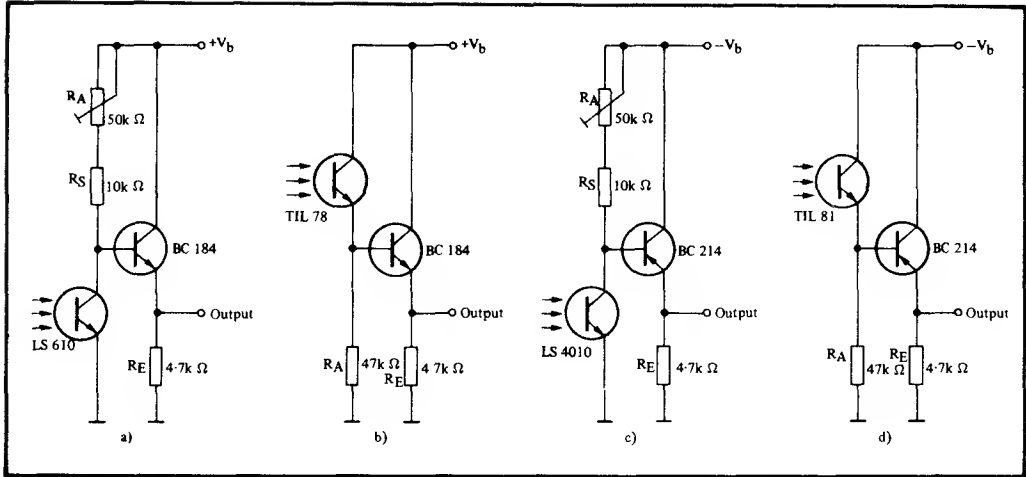 +Vb
RA
50k Ω
RS
10k Ω
BC 184
LS 610
Output
RE
4·7k Ω
a)
+Vb
TIL 78
BC 184
Output
RA
47k Ω
RE
4 7k Ω
b)
−Vb
RA
50k Ω
RS
10k Ω
BC 214
LS 4010
Output
RE
4·7k Ω
c)
−Vb
TIL 81
BC 214
Output
RA
47k Ω
RE
4·7k Ω
d)